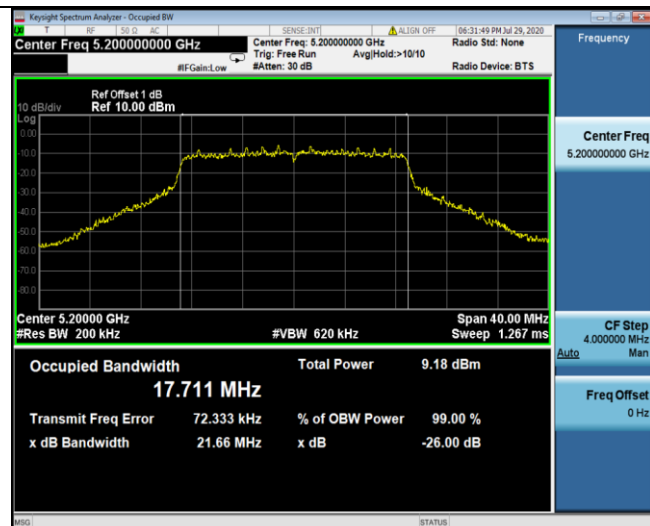 Keysight Spectrum Analyzer - Occupied BW
T RF 50 Ω AC SENSE:INT ALIGN OFF 06:31:49 PM Jul 29, 2020
Center Freq 5.200000000 GHz Center Freq: 5.200000000 GHz Radio Std: None
Trig: Free Run Avg|Hold:>10/10
#IFGain:Low #Atten: 30 dB Radio Device: BTS
Ref Offset 1 dB
10 dB/div Ref 10.00 dBm
Log
0.00
-10.0
-20.0
-30.0
-40.0
-50.0
-60.0
-70.0
-80.0
Center 5.20000 GHz Span 40.00 MHz
#Res BW 200 kHz #VBW 620 kHz Sweep 1.267 ms
Occupied Bandwidth Total Power 9.18 dBm
17.711 MHz
Transmit Freq Error 72.333 kHz % of OBW Power 99.00 %
x dB Bandwidth 21.66 MHz x dB -26.00 dB
MSG STATUS
Frequency
Center Freq
5.200000000 GHz
CF Step
4.000000 MHz
Auto Man
Freq Offset
0 Hz